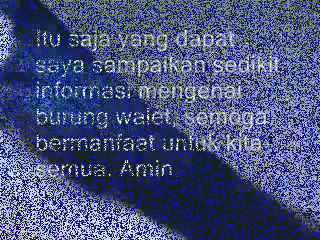 Itu saja yang dapat
saya sampaikan sedikit
informasi mengenai
burung walet, semoga
bermanfaat untuk kita
semua. Amin